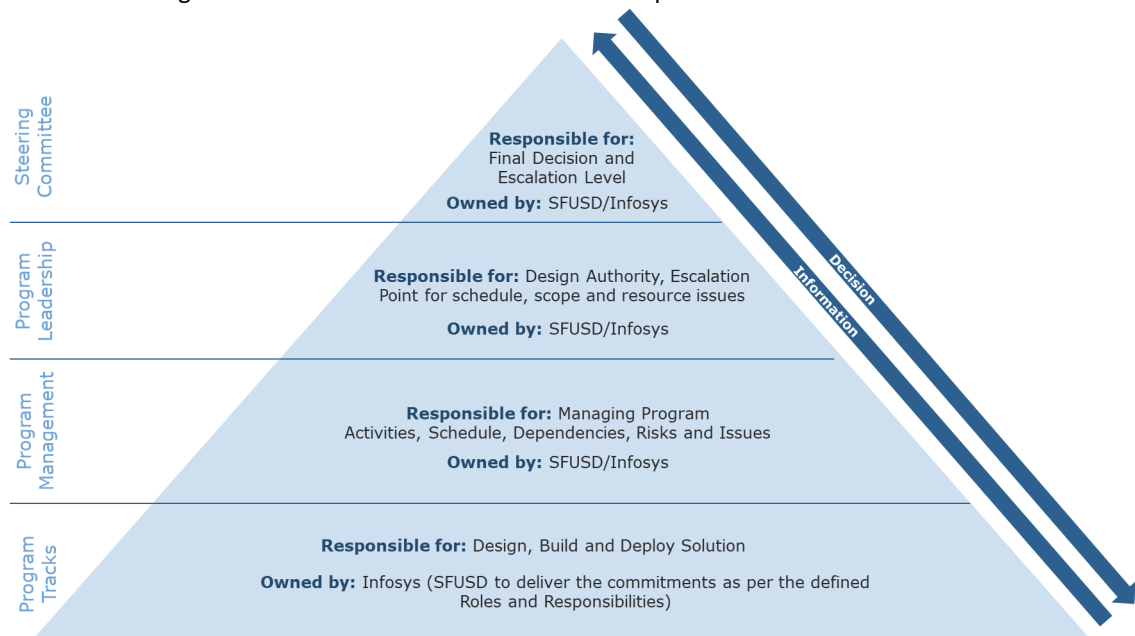 Steering
Committee
Responsible for:
Final Decision and
Escalation Level
Owned by: SFUSD/Infosys
Program
Leadership
Responsible for: Design Authority, Escalation
Point for schedule, scope and resource issues
Owned by: SFUSD/Infosys
Decision
Information
Program
Management
Responsible for: Managing Program
Activities, Schedule, Dependencies, Risks and Issues
Owned by: SFUSD/Infosys
Program
Tracks
Responsible for: Design, Build and Deploy Solution
Owned by: Infosys (SFUSD to deliver the commitments as per the defined
Roles and Responsibilities)